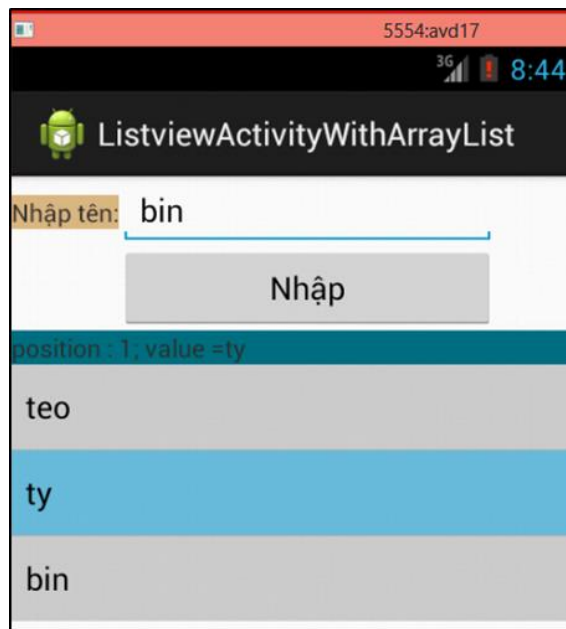 5554:avd17
3G 8:44
ListviewActivityWithArrayList
Nhập tên: bin
Nhập
position : 1; value =ty
teo
ty
bin